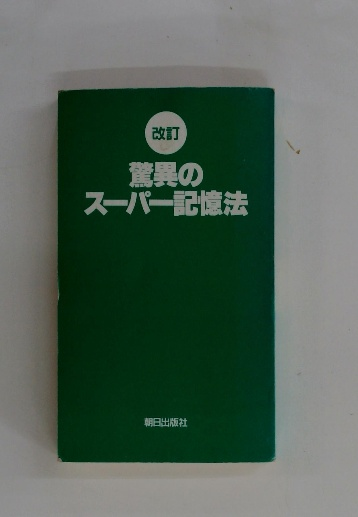 改訂
驚異の
スーパー記憶法
朝日出版社